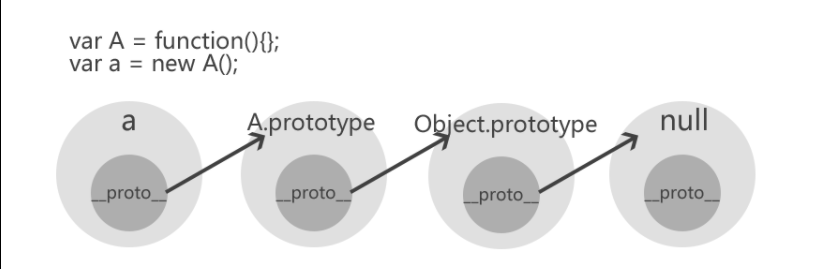 var A = function(){};
var a = new A();
a A.prototype Object.prototype null
__proto__ __proto__ __proto__ __proto__